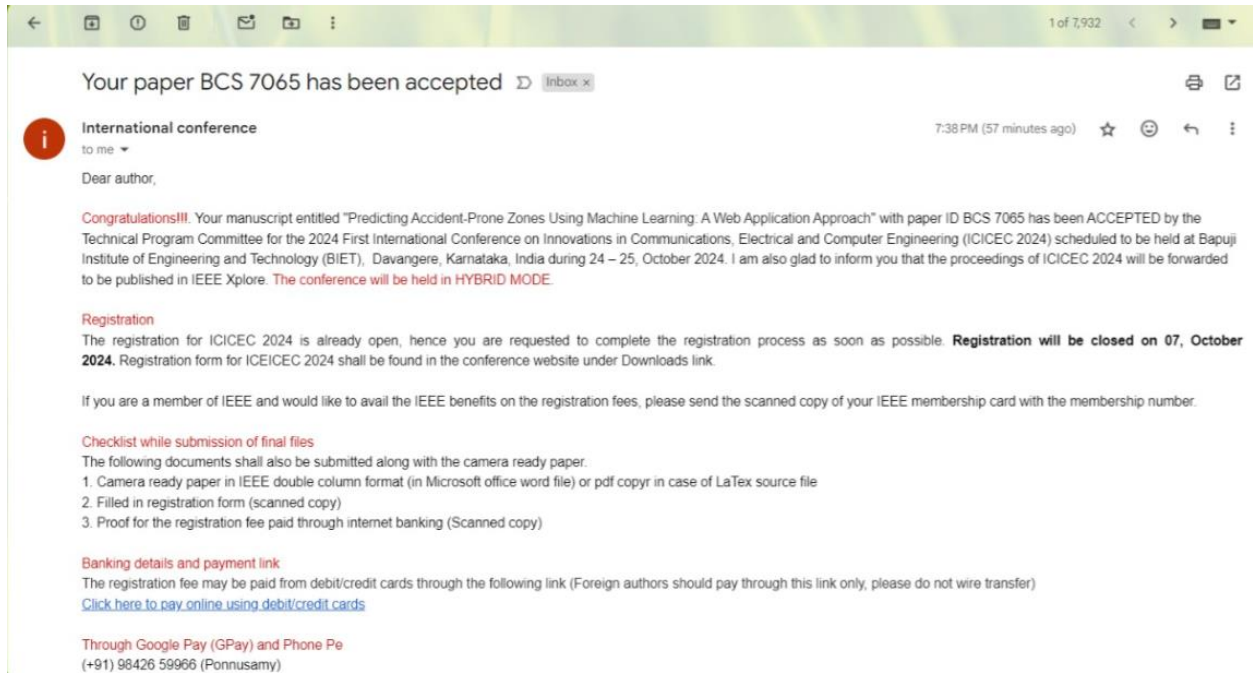 1 of 7,932
Your paper BCS 7065 has been accepted Inbox ×
i
International conference
7:38 PM (57 minutes ago)
to me
Dear author,
Congratulations!!!. Your manuscript entitled "Predicting Accident-Prone Zones Using Machine Learning: A Web Application Approach" with paper ID BCS 7065 has been ACCEPTED by the
Technical Program Committee for the 2024 First International Conference on Innovations in Communications, Electrical and Computer Engineering (ICICEC 2024) scheduled to be held at Bapuji
Institute of Engineering and Technology (BIET), Davangere, Karnataka, India during 24 – 25, October 2024. I am also glad to inform you that the proceedings of ICICEC 2024 will be forwarded
to be published in IEEE Xplore. The conference will be held in HYBRID MODE.
Registration
The registration for ICICEC 2024 is already open, hence you are requested to complete the registration process as soon as possible. Registration will be closed on 07, October
2024. Registration form for ICEICEC 2024 shall be found in the conference website under Downloads link.
If you are a member of IEEE and would like to avail the IEEE benefits on the registration fees, please send the scanned copy of your IEEE membership card with the membership number.
Checklist while submission of final files
The following documents shall also be submitted along with the camera ready paper.
1. Camera ready paper in IEEE double column format (in Microsoft office word file) or pdf copyr in case of LaTex source file
2. Filled in registration form (scanned copy)
3. Proof for the registration fee paid through internet banking (Scanned copy)
Banking details and payment link
The registration fee may be paid from debit/credit cards through the following link (Foreign authors should pay through this link only, please do not wire transfer)
Click here to pay online using debit/credit cards
Through Google Pay (GPay) and Phone Pe
(+91) 98426 59966 (Ponnusamy)